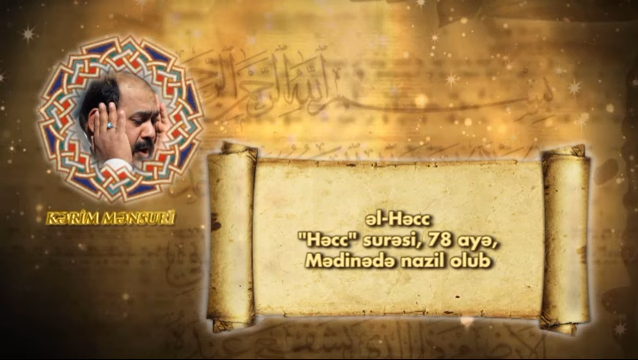 KƏRİM MƏNSURİ
əl-Həcc
"Həcc" surəsi, 78 ayə,
Mədinədə nazil olub